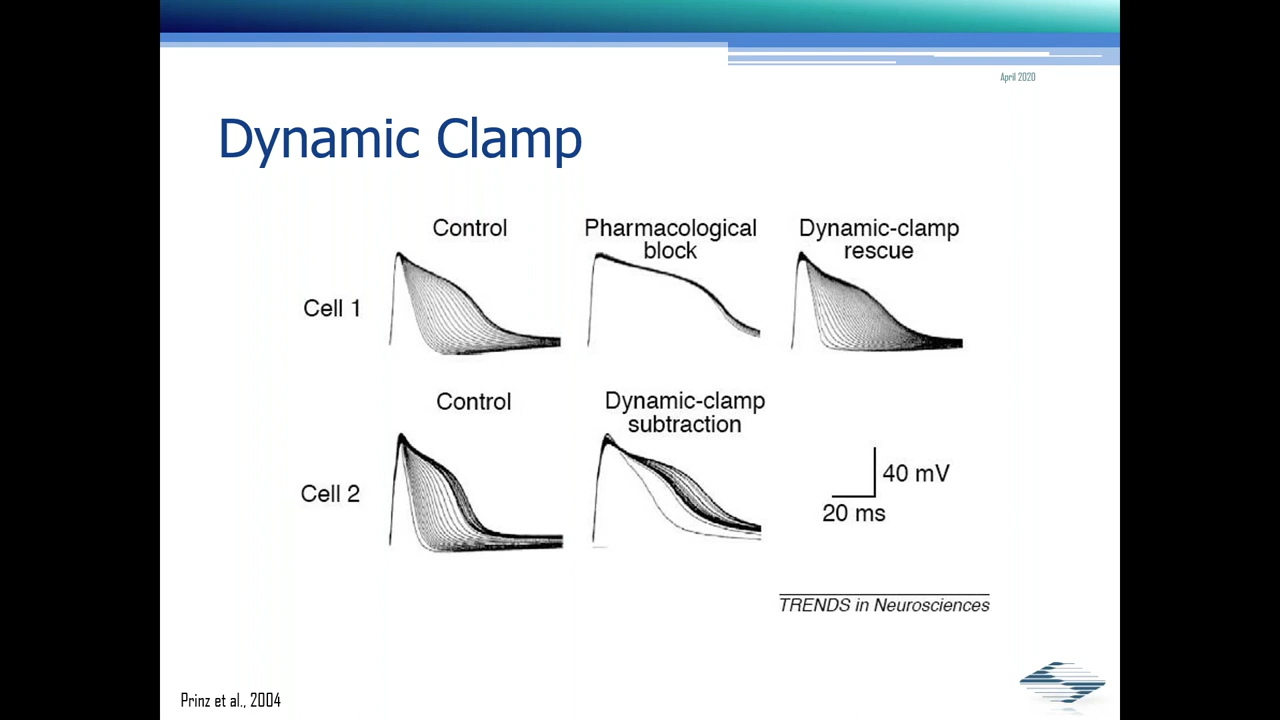 April 2020
Dynamic Clamp
Control
Pharmacological
block
Dynamic-clamp
rescue
Cell 1
Control
Dynamic-clamp
subtraction
Cell 2
40 mV
20 ms
TRENDS in Neurosciences
Prinz et al., 2004